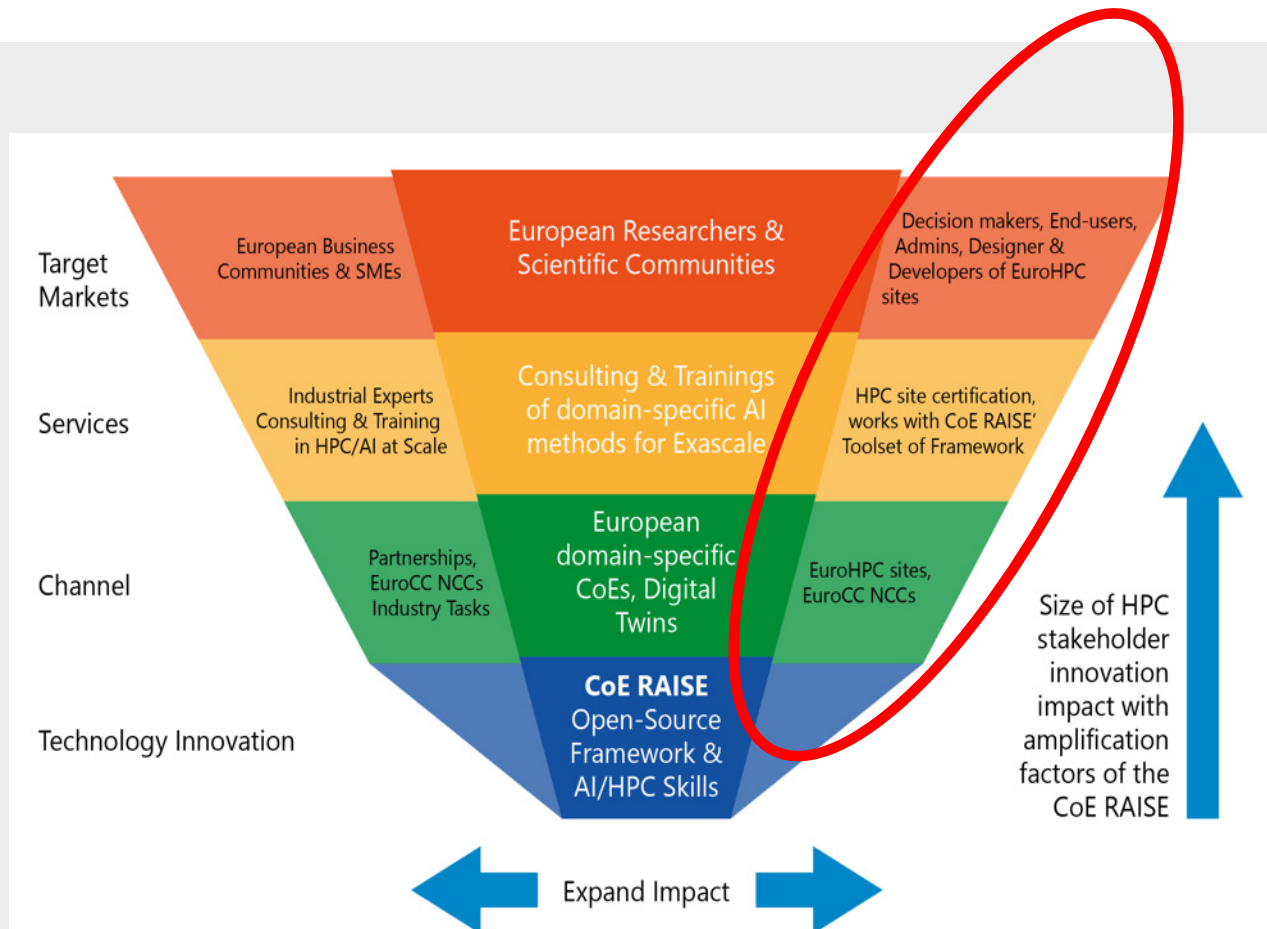 Target
Markets
European Business
Communities & SMEs
European Researchers &
Scientific Communities
Decision makers, End-users,
Admins, Designer &
Developers of EuroHPC
sites
Services
Industrial Experts
Consulting & Training
in HPC/AI at Scale
Consulting & Trainings
of domain-specific AI
methods for Exascale
HPC site certification,
works with CoE RAISE'
Toolset of Framework
Channel
Partnerships,
EuroCC NCCs
Industry Tasks
European
domain-specific
CoEs, Digital
Twins
EuroHPC sites,
EuroCC NCCs
Technology Innovation
CoE RAISE
Open-Source
Framework &
AI/HPC Skills
Size of HPC
stakeholder
innovation
impact with
amplification
factors of the
CoE RAISE
Expand Impact